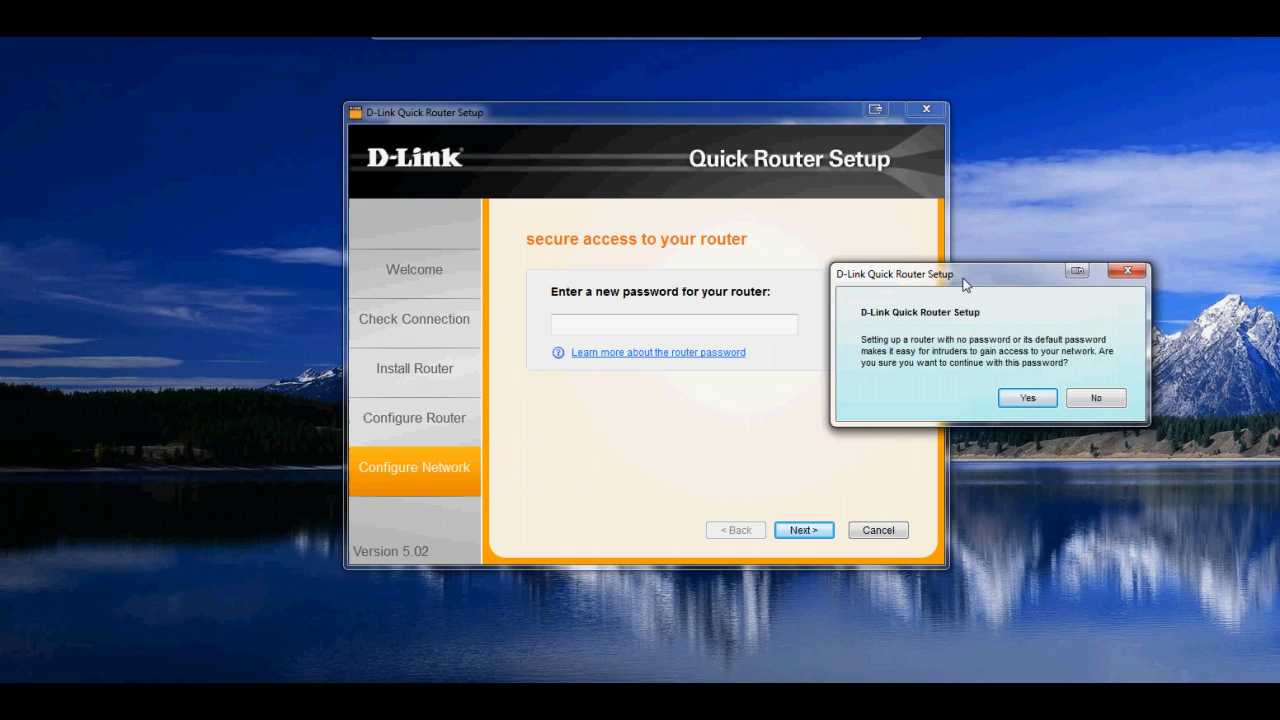 D-Link Quick Router Setup
D-Link
Quick Router Setup
Welcome
Check Connection
Install Router
Configure Router
Configure Network
Version 5.02
secure access to your router
Enter a new password for your router:
Learn more about the router password
< Back
Next >
Cancel
D-Link Quick Router Setup
D-Link Quick Router Setup
Setting up a router with no password or its default password
makes it easy for intruders to gain access to your network. Are
you sure you want to continue with this password?
Yes
No